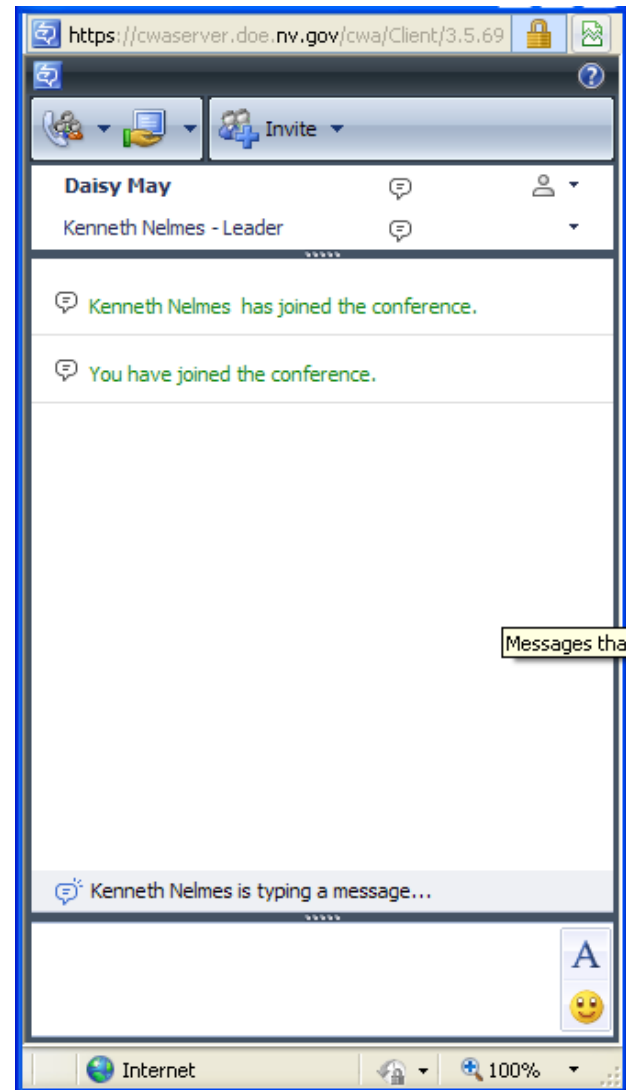 https://cwaserver.doe.nv.gov/cwa/Client/3.5.69
Invite
Daisy May
Kenneth Nelmes - Leader
Kenneth Nelmes has joined the conference.
You have joined the conference.
Messages tha
Kenneth Nelmes is typing a message...
A
Internet
100%